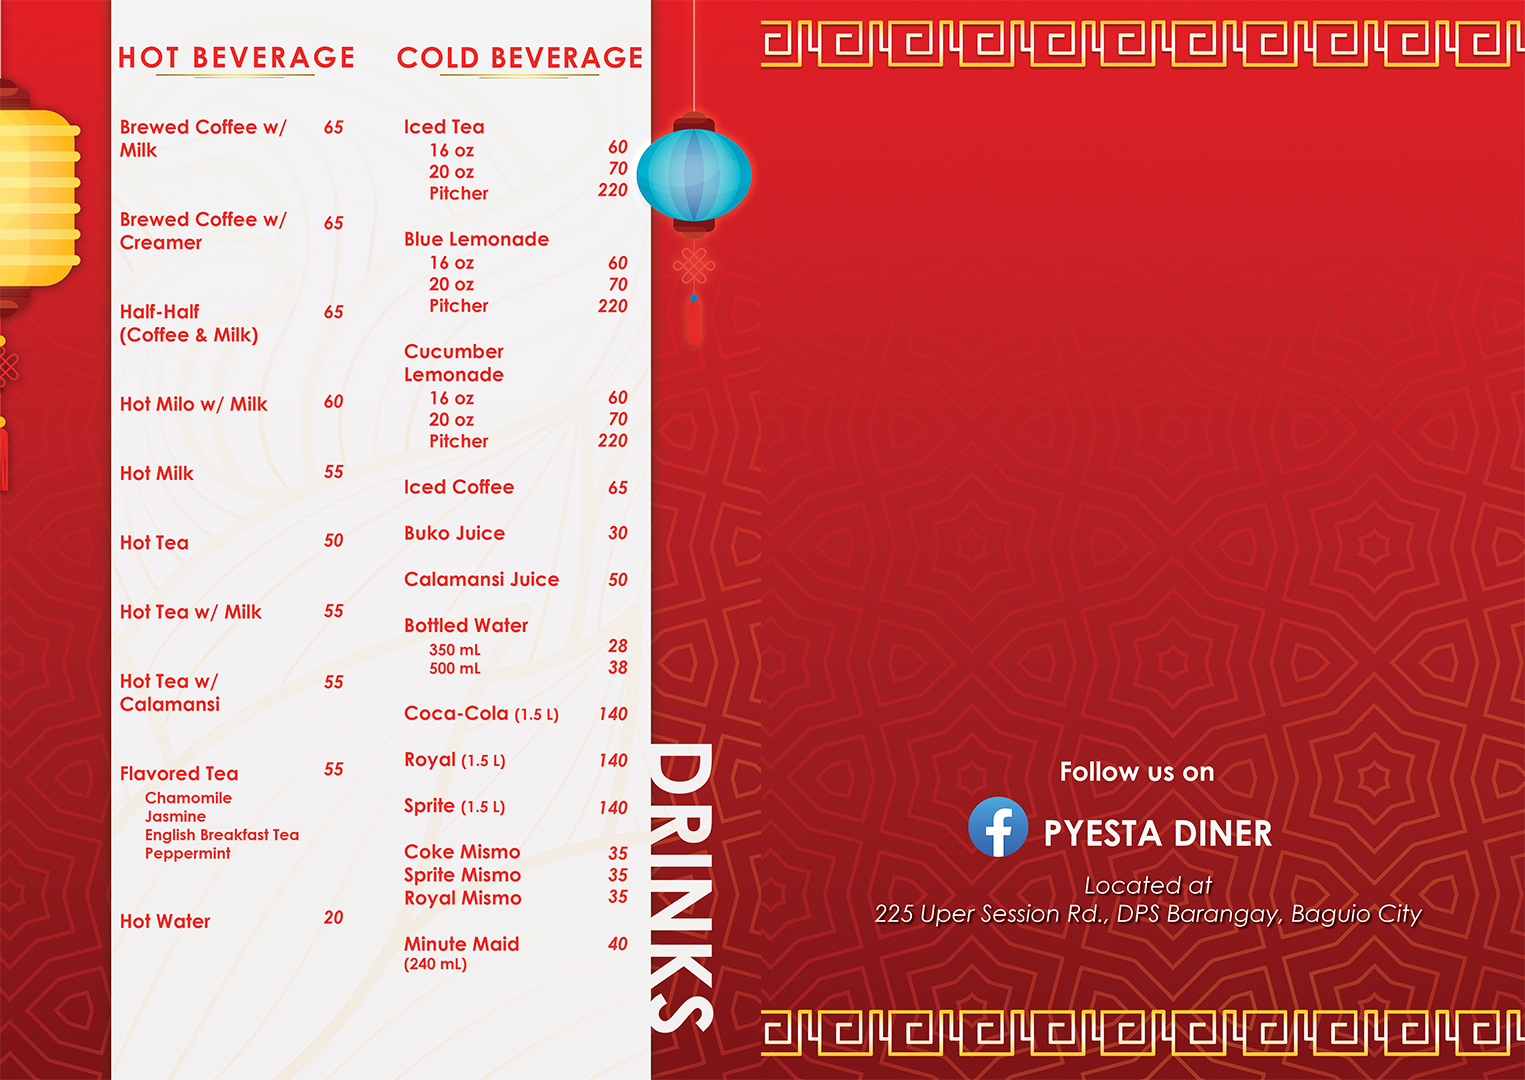 HOT BEVERAGE
Brewed Coffee w/ 65
Milk
Brewed Coffee w/ 65
Creamer
Half-Half 65
(Coffee & Milk)
Hot Milo w/ Milk 60
Hot Milk 55
Hot Tea 50
Hot Tea w/ Milk 55
Hot Tea w/ 55
Calamansi
Flavored Tea 55
Chamomile
Jasmine
English Breakfast Tea
Peppermint
Hot Water 20
COLD BEVERAGE
Iced Tea
16 oz 60
20 oz 70
Pitcher 220
Blue Lemonade
16 oz 60
20 oz 70
Pitcher 220
Cucumber
Lemonade
16 oz 60
20 oz 70
Pitcher 220
Iced Coffee 65
Buko Juice 30
Calamansi Juice 50
Bottled Water
350 mL 28
500 mL 38
Coca-Cola (1.5 L) 140
Royal (1.5 L) 140
Sprite (1.5 L) 140
Coke Mismo 35
Sprite Mismo 35
Royal Mismo 35
Minute Maid 40
(240 mL)
DRINKS
Follow us on
f PYESTA DINER
Located at
225 Uper Session Rd., DPS Barangay, Baguio City